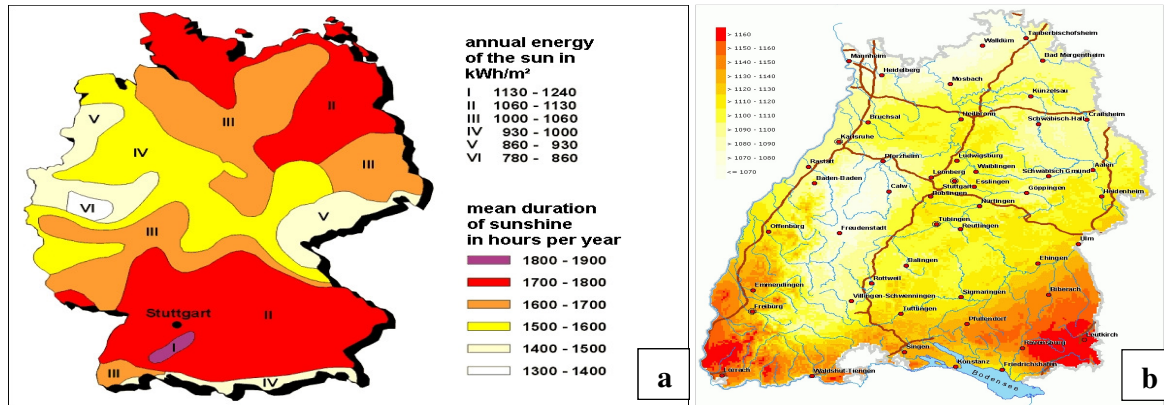 annual energy
of the sun in
kWh/m²
I 1130 - 1240
II 1060 - 1130
III 1000 - 1060
IV 930 - 1000
V 860 - 930
VI 780 - 860
mean duration
of sunshine
in hours per year
1800 - 1900
1700 - 1800
1600 - 1700
1500 - 1600
1400 - 1500
1300 - 1400
II
III
V
IV
III
VI
V
III
Stuttgart
II
I
III
IV
a
> 1160
> 1150 - 1160
> 1140 - 1150
> 1130 - 1140
> 1120 - 1130
> 1110 - 1120
> 1100 - 1110
> 1090 - 1100
> 1080 - 1090
> 1070 - 1080
<= 1070
Tauberbischofsheim
Walldürn
Bad Mergentheim
Mannheim
Heidelberg
Mosbach
Künzelsau
Bruchsal
Heilbronn
Schwäbisch-Hall
Crailsheim
Karlsruhe
Pforzheim
Ludwigsburg
Rastatt
Waiblingen
Aalen
Leonberg
Schwäbisch Gmünd
Baden-Baden
Stuttgart
Esslingen
Calw
Böblingen
Göppingen
Heidenheim
Nürtingen
Tübingen
Offenburg
Freudenstadt
Reutlingen
Ulm
Balingen
Ehingen
Rottweil
Emmendingen
Sigmaringen
Biberach
Villingen-Schwenningen
Freiburg
Tuttlingen
Pfullendorf
Leutkirch
Ravensburg
Singen
Konstanz
Friedrichshafen
Lörrach
Waldshut-Tiengen
Bodensee
b